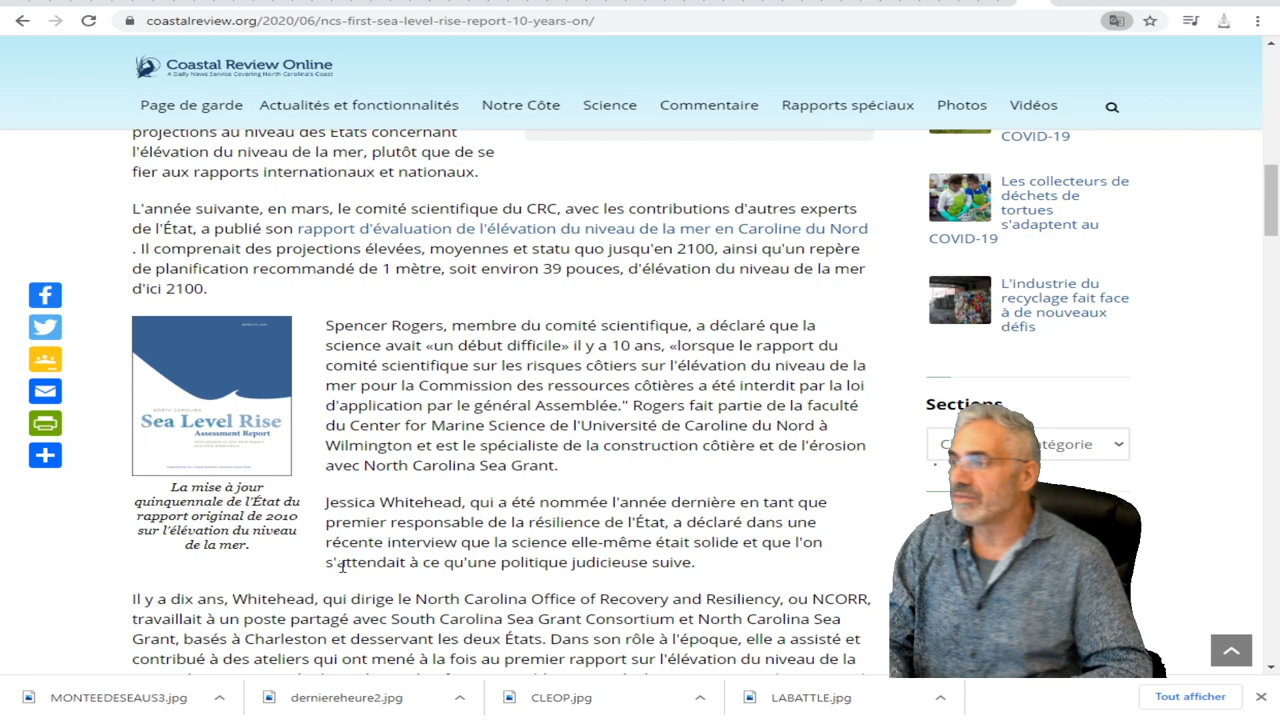 coastalreview.org/2020/06/ncs-first-sea-level-rise-report-10-years-on/
Coastal Review Online
A Daily News Service Covering North Carolina's Coast
Page de garde Actualités et fonctionnalités Notre Côte Science Commentaire Rapports spéciaux Photos Vidéos
projections au niveau des États concernant
l'élévation du niveau de la mer, plutôt que de se
fier aux rapports internationaux et nationaux.
L'année suivante, en mars, le comité scientifique du CRC, avec les contributions d'autres experts
de l'État, a publié son rapport d'évaluation de l'élévation du niveau de la mer en Caroline du Nord
. Il comprenait des projections élevées, moyennes et statu quo jusqu'en 2100, ainsi qu'un repère
de planification recommandé de 1 mètre, soit environ 39 pouces, d'élévation du niveau de la mer
d'ici 2100.
NORTH CAROLINA
Sea Level Rise
Assessment Report
La mise à jour
quinquennale de l'État du
rapport original de 2010
sur l'élévation du niveau
de la mer.
Spencer Rogers, membre du comité scientifique, a déclaré que la
science avait «un début difficile» il y a 10 ans, «lorsque le rapport du
comité scientifique sur les risques côtiers sur l'élévation du niveau de la
mer pour la Commission des ressources côtières a été interdit par la loi
d'application par le général Assemblée." Rogers fait partie de la faculté
du Center for Marine Science de l'Université de Caroline du Nord à
Wilmington et est le spécialiste de la construction côtière et de l'érosion
avec North Carolina Sea Grant.
Jessica Whitehead, qui a été nommée l'année dernière en tant que
premier responsable de la résilience de l'État, a déclaré dans une
récente interview que la science elle-même était solide et que l'on
s'attendait à ce qu'une politique judicieuse suive.
Il y a dix ans, Whitehead, qui dirige le North Carolina Office of Recovery and Resiliency, ou NCORR,
travaillait à un poste partagé avec South Carolina Sea Grant Consortium et North Carolina Sea
Grant, basés à Charleston et desservant les deux États. Dans son rôle à l'époque, elle a assisté et
contribué à des ateliers qui ont mené à la fois au premier rapport sur l'élévation du niveau de la
COVID-19
Les collecteurs de
déchets de
tortues
s'adaptent au
COVID-19
L'industrie du
recyclage fait face
à de nouveaux
défis
Sections
MONTEEDESEAUS3.jpg
derniereheure2.jpg
CLEOP.jpg
LABATTLE.jpg
Tout afficher